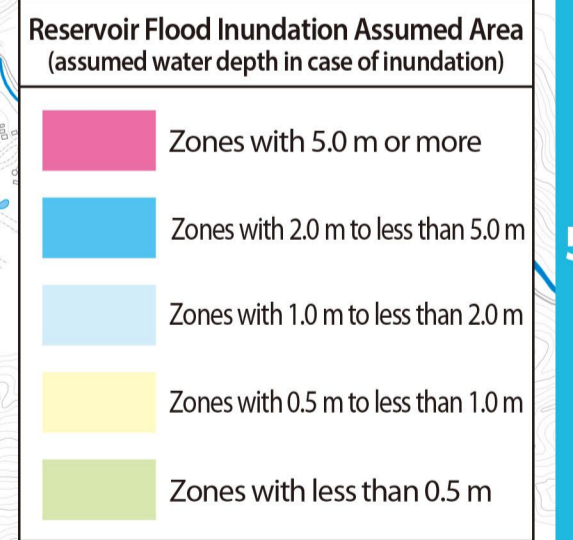 Reservoir Flood Inundation Assumed Area
(assumed water depth in case of inundation)
Zones with 5.0 m or more
Zones with 2.0 m to less than 5.0 m
Zones with 1.0 m to less than 2.0 m
Zones with 0.5 m to less than 1.0 m
Zones with less than 0.5 m